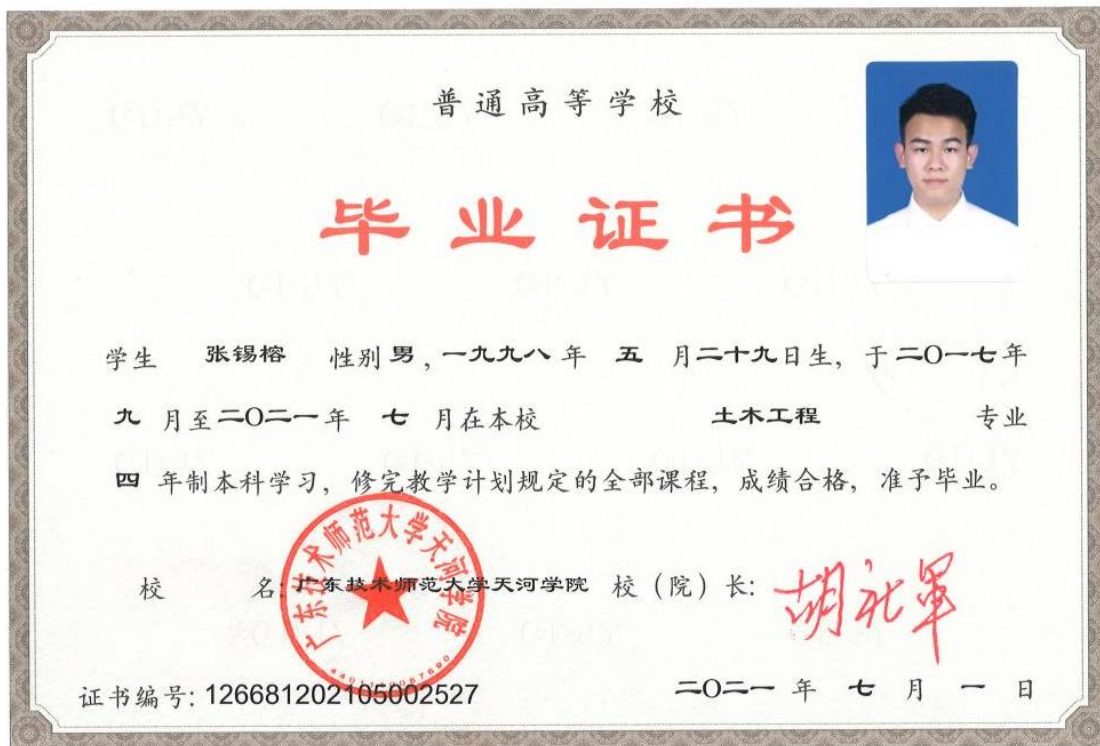 普通高等学校
毕业证书
学生 张锡榕 性别 男，一九九八 年 五 月 二十九 日生，于 二〇一七 年
九 月至 二〇二一 年 七 月在本校 土木工程 专业
四 年制本科学习，修完教学计划规定的全部课程，成绩合格，准予毕业。
校 名：广东技术师范大学天河学院 校（院）长：胡社军
广东技术师范大学天河学院
证书编号：126681202105002527 二〇二一 年 七 月 一 日